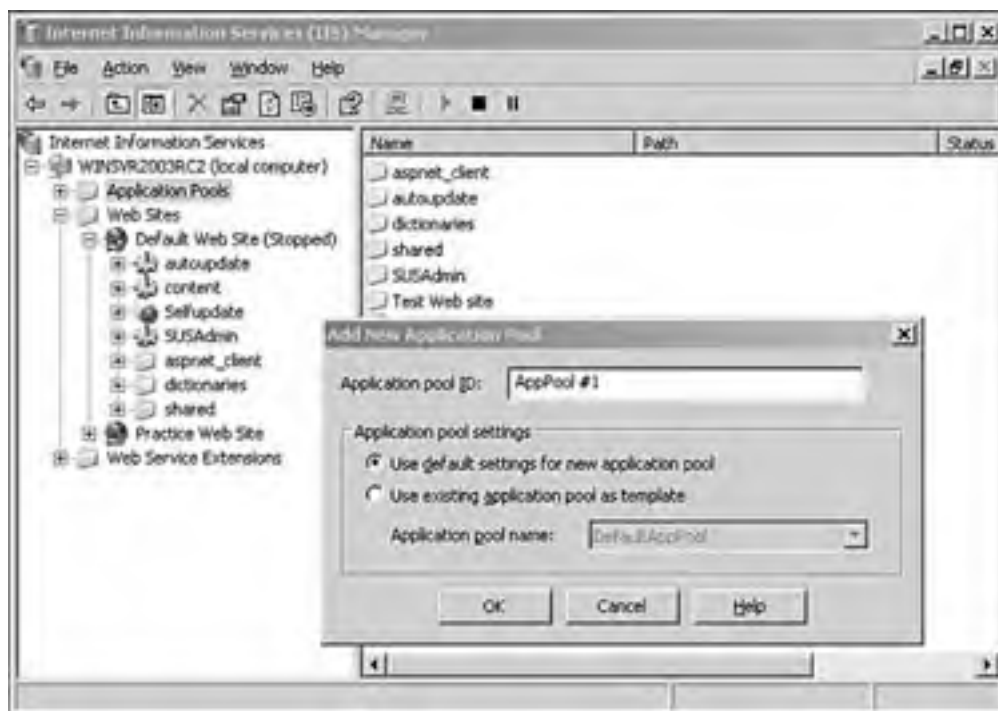 Internet Information Services (IIS) Manager
File Action View Window Help
Internet Information Services
WINSVR2003RC2 (local computer)
Application Pools
Web Sites
Default Web Site (Stopped)
autoupdate
content
Selfupdate
SUSAdmin
aspnet_client
dictionaries
shared
Practice Web Site
Web Service Extensions
Name Path Status
aspnet_client
autoupdate
dictionaries
shared
SUSAdmin
Test Web site
Add New Application Pool
Application pool ID: AppPool #1
Application pool settings
Use default settings for new application pool
Use existing application pool as template
Application pool name: DefaultAppPool
OK Cancel Help